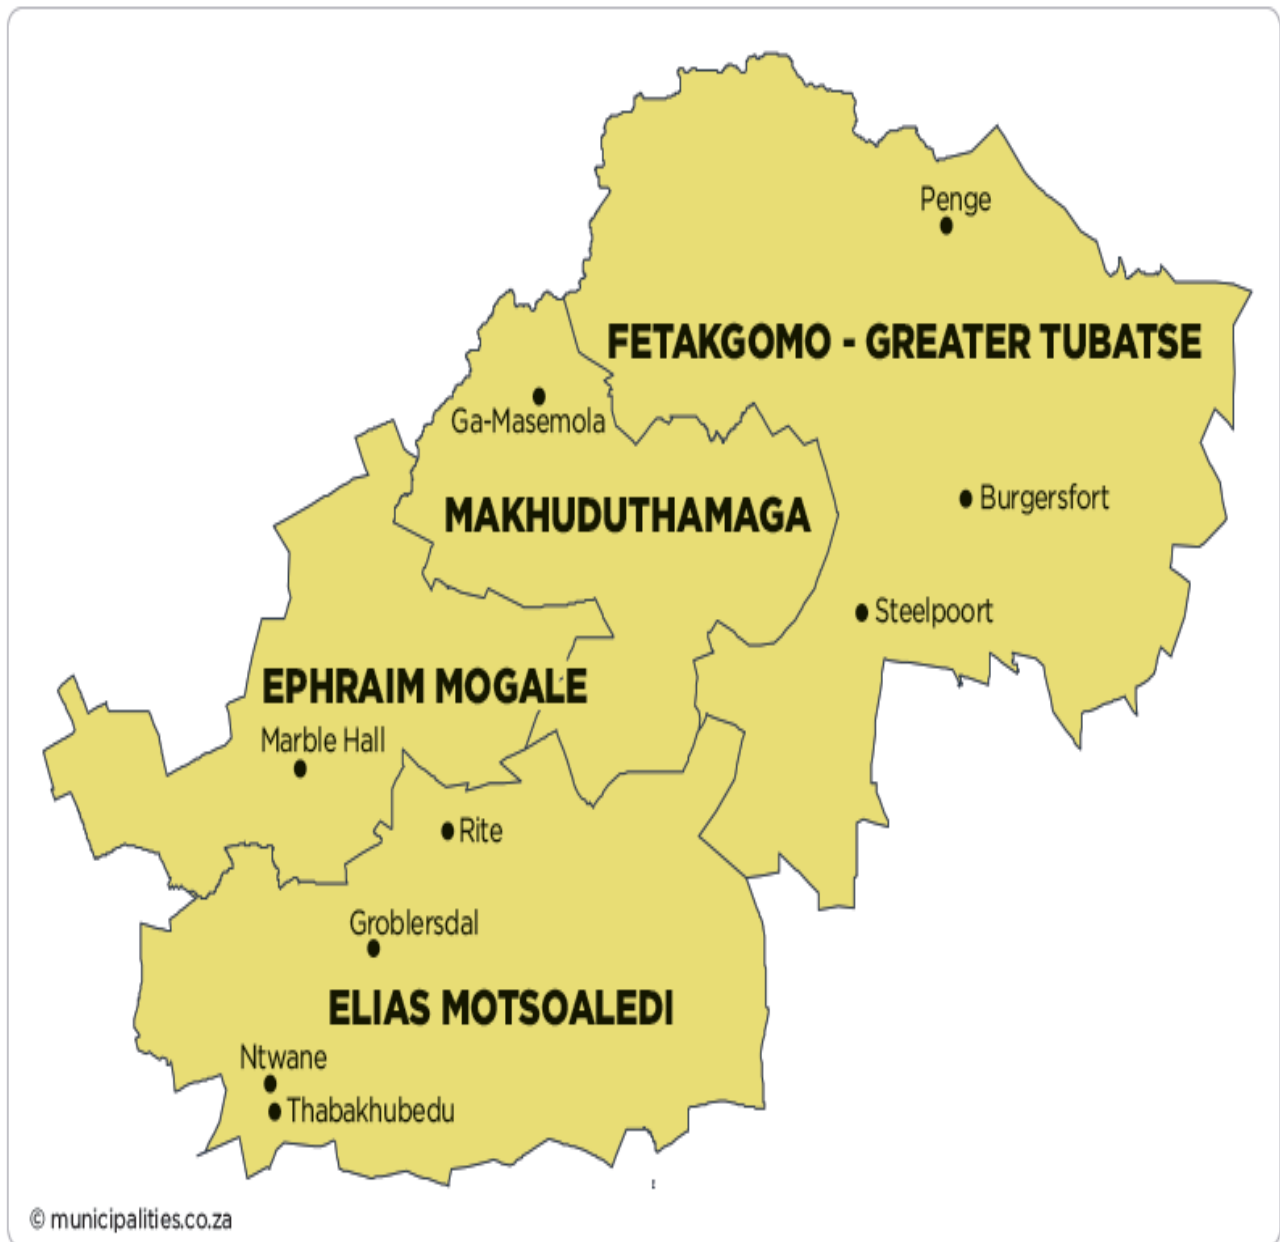 Penge
FETAKGOMO - GREATER TUBATSE
Ga-Masemola
Burgersfort
MAKHUDUTHAMAGA
Steelpoort
EPHRAIM MOGALE
Marble Hall
Rite
Groblersdal
ELIAS MOTSOALEDI
Ntwane
Thabakhubedu
© municipalities.co.za